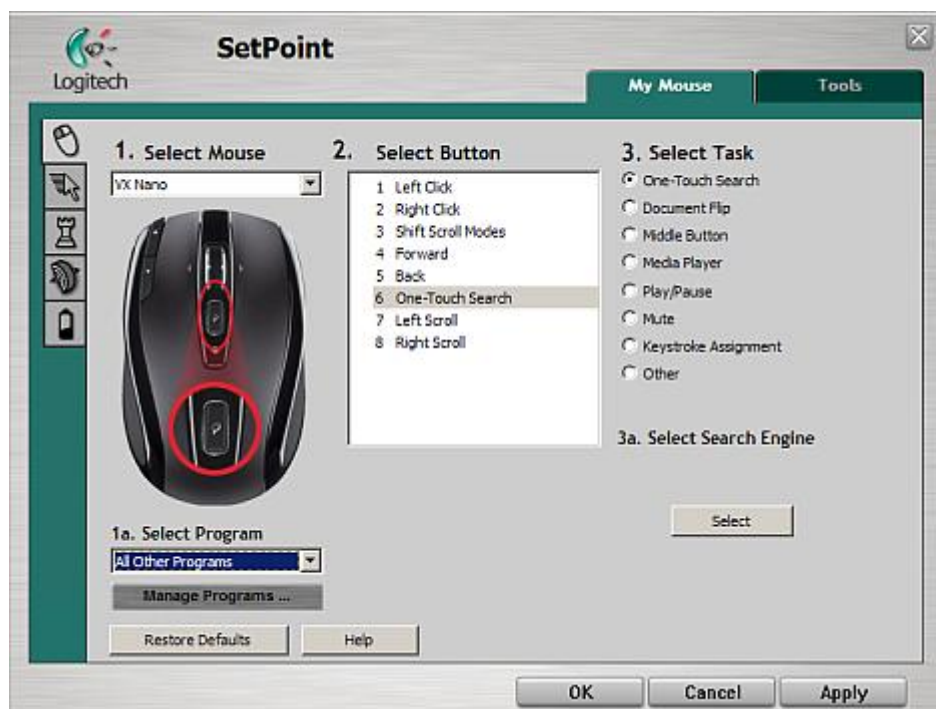 SetPoint
Logitech
My Mouse
Tools
1. Select Mouse
VX Nano
2. Select Button
1 Left Click
2 Right Click
3 Shift Scroll Modes
4 Forward
5 Back
6 One-Touch Search
7 Left Scroll
8 Right Scroll
3. Select Task
One-Touch Search
Document Flip
Middle Button
Media Player
Play/Pause
Mute
Keystroke Assignment
Other
3a. Select Search Engine
Select
1a. Select Program
All Other Programs
Manage Programs ...
Restore Defaults
Help
OK
Cancel
Apply